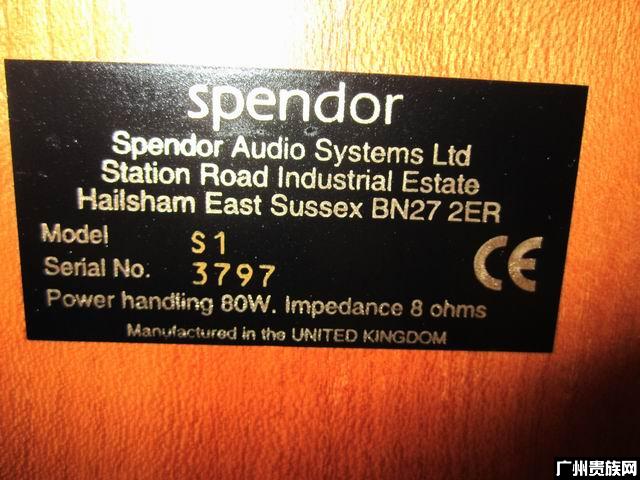 spendor
Spendor Audio Systems Ltd
Station Road Industrial Estate
Hailsham East Sussex BN27 2ER
Model S1
Serial No. 3797
CE
Power handling 80W. Impedance 8 ohms
Manufactured in the UNITED KINGDOM
广州贵族网